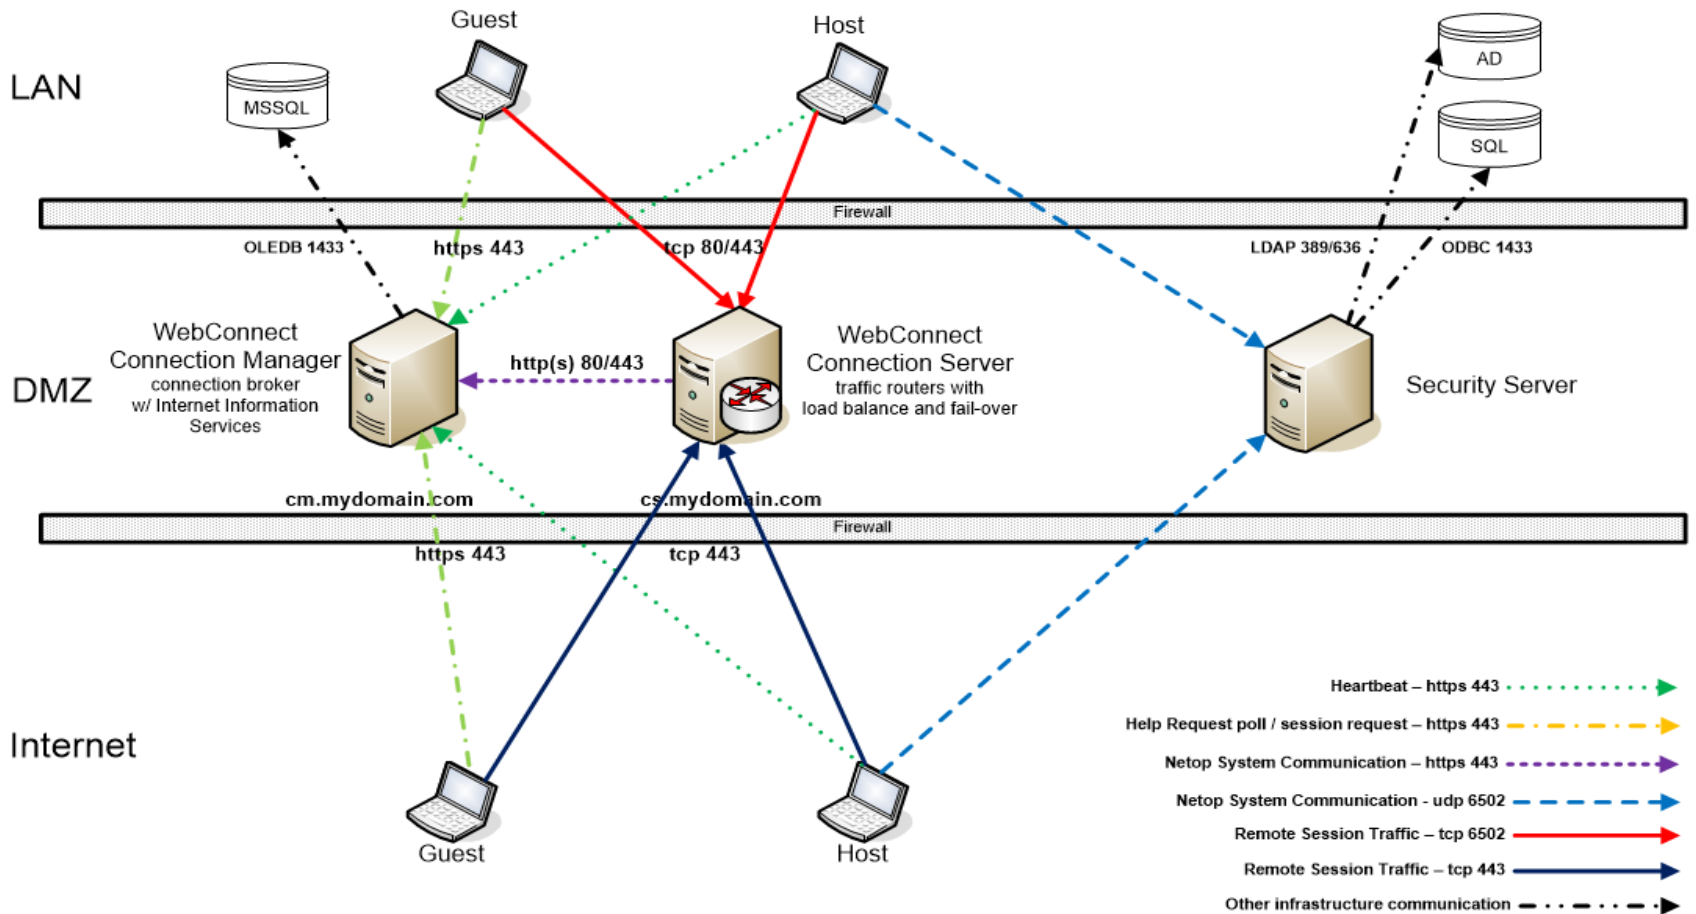 Guest
Host
LAN
MSSQL
AD
SQL
Firewall
OLEDB 1433
https 443
tcp 80/443
LDAP 389/636
ODBC 1433
WebConnect
Connection Manager
connection broker
w/ Internet Information
Services
http(s) 80/443
WebConnect
Connection Server
traffic routers with
load balance and fail-over
DMZ
Security Server
cm.mydomain.com
cs.mydomain.com
Firewall
https 443
tcp 443
Internet
Guest
Host
Heartbeat – https 443
Help Request poll / session request – https 443
Netop System Communication – https 443
Netop System Communication - udp 6502
Remote Session Traffic – tcp 6502
Remote Session Traffic – tcp 443
Other infrastructure communication